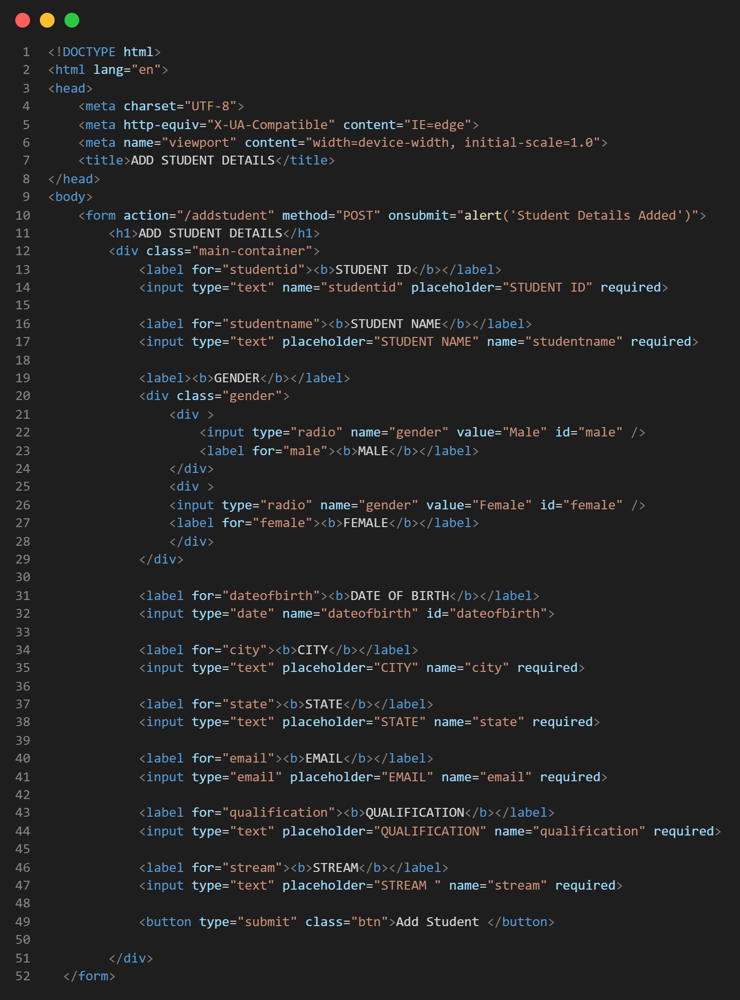 1 <!DOCTYPE html>
2 <html lang="en">
3 <head>
4     <meta charset="UTF-8">
5     <meta http-equiv="X-UA-Compatible" content="IE=edge">
6     <meta name="viewport" content="width=device-width, initial-scale=1.0">
7     <title>ADD STUDENT DETAILS</title>
8 </head>
9 <body>
10     <form action="/addstudent" method="POST" onsubmit="alert('Student Details Added')">
11         <h1>ADD STUDENT DETAILS</h1>
12         <div class="main-container">
13             <label for="studentid"><b>STUDENT ID</b></label>
14             <input type="text" name="studentid" placeholder="STUDENT ID" required>
15
16             <label for="studentname"><b>STUDENT NAME</b></label>
17             <input type="text" placeholder="STUDENT NAME" name="studentname" required>
18
19             <label><b>GENDER</b></label>
20             <div class="gender">
21                 <div >
22                     <input type="radio" name="gender" value="Male" id="male" />
23                     <label for="male"><b>MALE</b></label>
24                 </div>
25                 <div >
26                 <input type="radio" name="gender" value="Female" id="female" />
27                 <label for="female"><b>FEMALE</b></label>
28                 </div>
29             </div>
30
31             <label for="dateofbirth"><b>DATE OF BIRTH</b></label>
32             <input type="date" name="dateofbirth" id="dateofbirth">
33
34             <label for="city"><b>CITY</b></label>
35             <input type="text" placeholder="CITY" name="city" required>
36
37             <label for="state"><b>STATE</b></label>
38             <input type="text" placeholder="STATE" name="state" required>
39
40             <label for="email"><b>EMAIL</b></label>
41             <input type="email" placeholder="EMAIL" name="email" required>
42
43             <label for="qualification"><b>QUALIFICATION</b></label>
44             <input type="text" placeholder="QUALIFICATION" name="qualification" required>
45
46             <label for="stream"><b>STREAM</b></label>
47             <input type="text" placeholder="STREAM " name="stream" required>
48
49             <button type="submit" class="btn">Add Student </button>
50
51         </div>
52   </form>